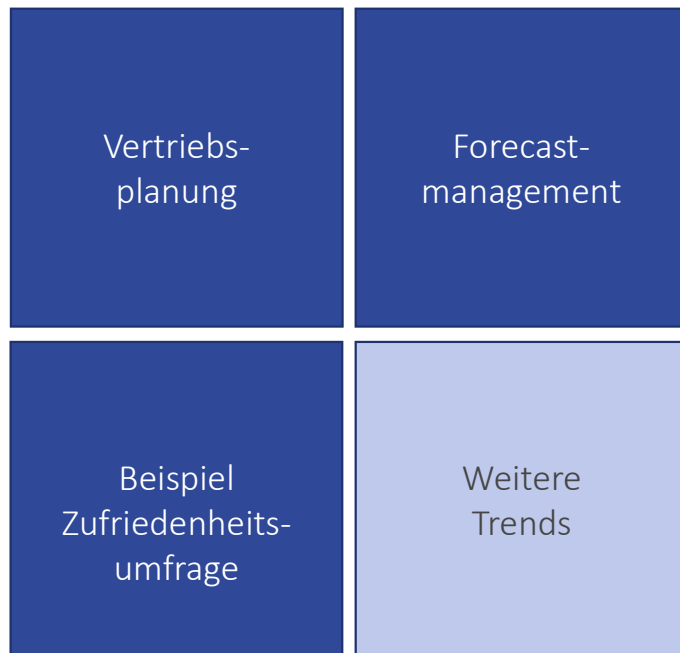 Vertriebs-
planung
Forecast-
management
Beispiel
Zufriedenheits-
umfrage
Weitere
Trends